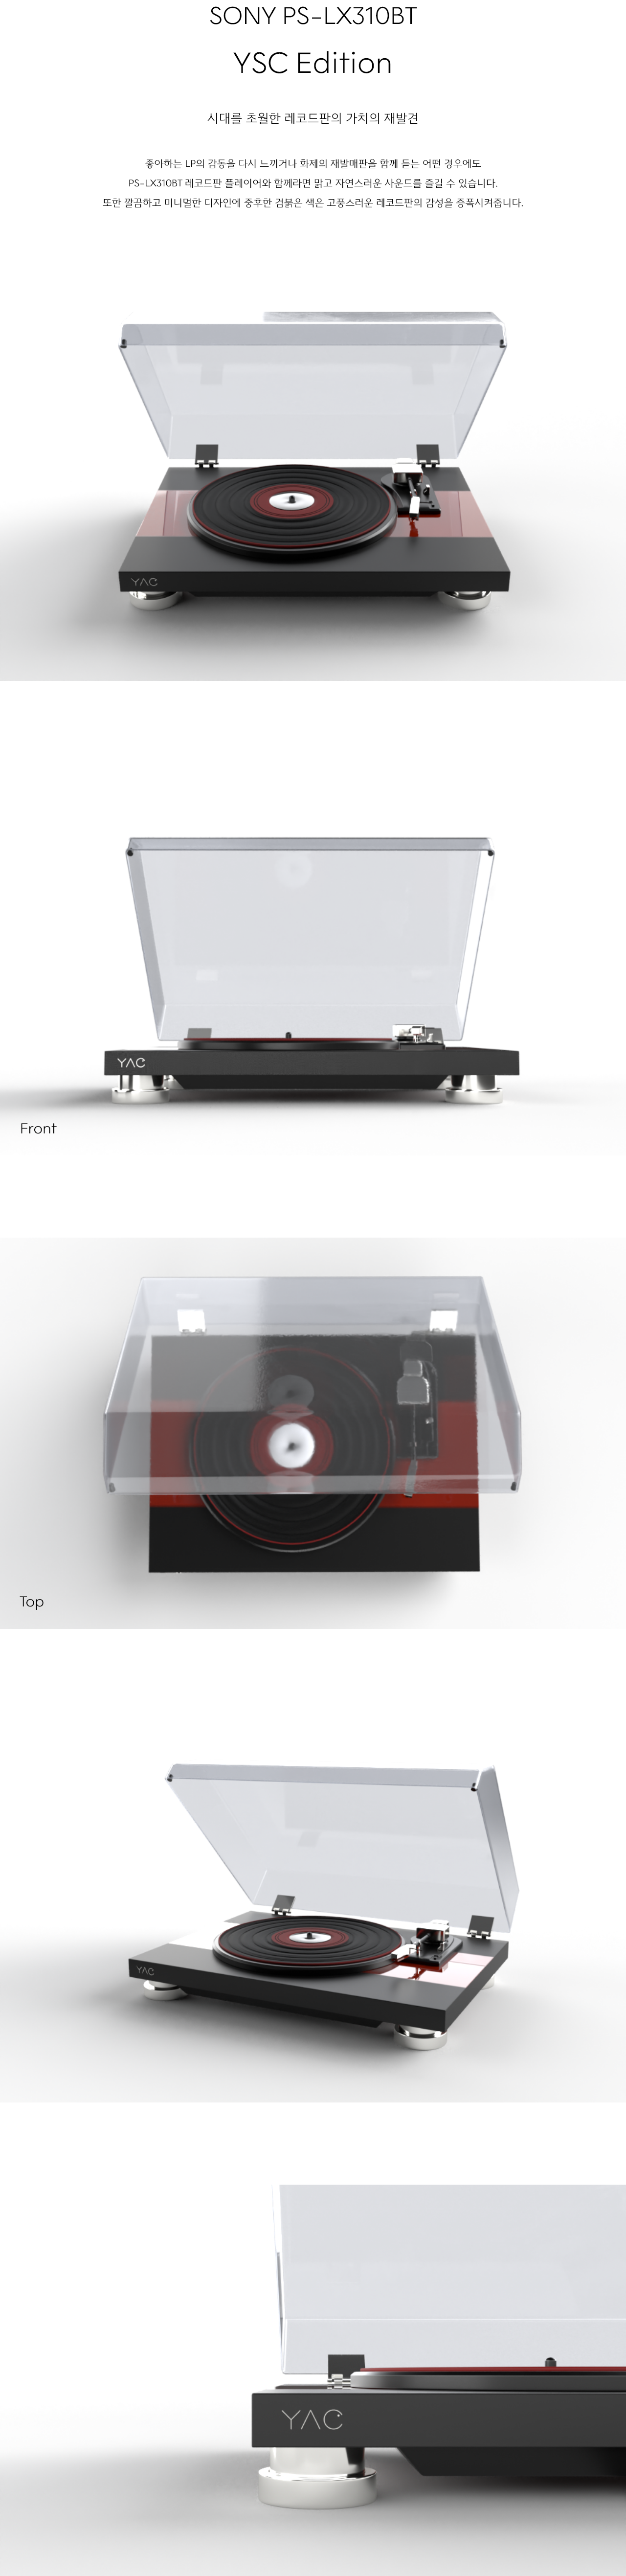 SONY PS-LX310BT
YSC Edition
시대를 초월한 레코드판의 가치의 재발견
좋아하는 LP의 감동을 다시 느끼거나 화제의 재발매판을 함께 듣는 어떤 경우에도
PS-LX310BT 레코드판 플레이어와 함께라면 맑고 자연스러운 사운드를 즐길 수 있습니다.
또한 깔끔하고 미니멀한 디자인에 중후한 검붉은 색은 고풍스러운 레코드판의 감성을 증폭시켜줍니다.
YAC
YAC
Front
Top
YAC
YAC